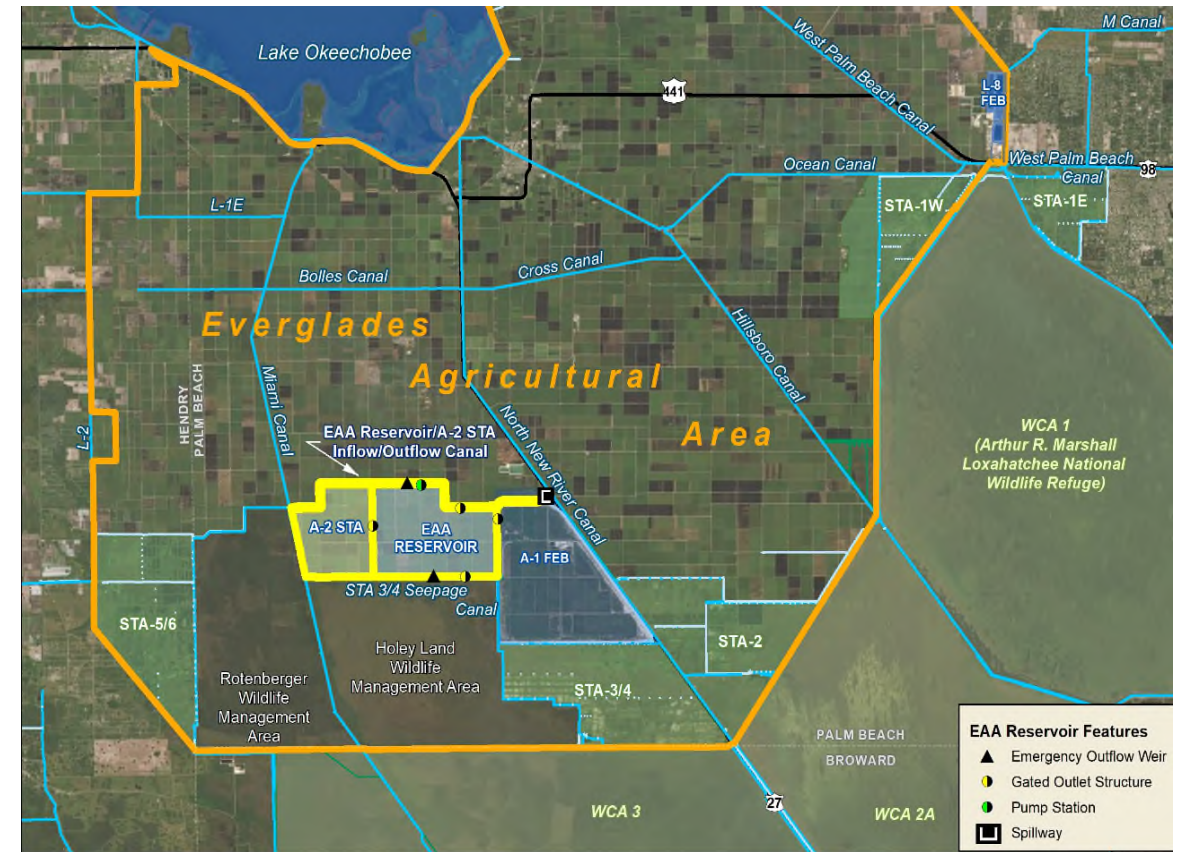 Lake Okeechobee
441
West Palm Beach Canal
M Canal
L-8
FEB
Ocean Canal
West Palm Beach
Canal
98
STA-1W
STA-1E
L-1E
Bolles Canal
Cross Canal
Everglades
Agricultural
Area
Hillsboro Canal
HENDRY
PALM BEACH
L-2
Miami Canal
North New River Canal
EAA Reservoir/A-2 STA
Inflow/Outflow Canal
WCA 1
(Arthur R. Marshall
Loxahatchee National
Wildlife Refuge)
A-2 STA
EAA
RESERVOIR
A-1 FEB
STA 3/4 Seepage
Canal
STA-5/6
STA-2
Holey Land
Wildlife
Management Area
Rotenberger
Wildlife
Management
Area
STA-3/4
PALM BEACH
BROWARD
WCA 3
27
WCA 2A
EAA Reservoir Features
Emergency Outflow Weir
Gated Outlet Structure
Pump Station
Spillway